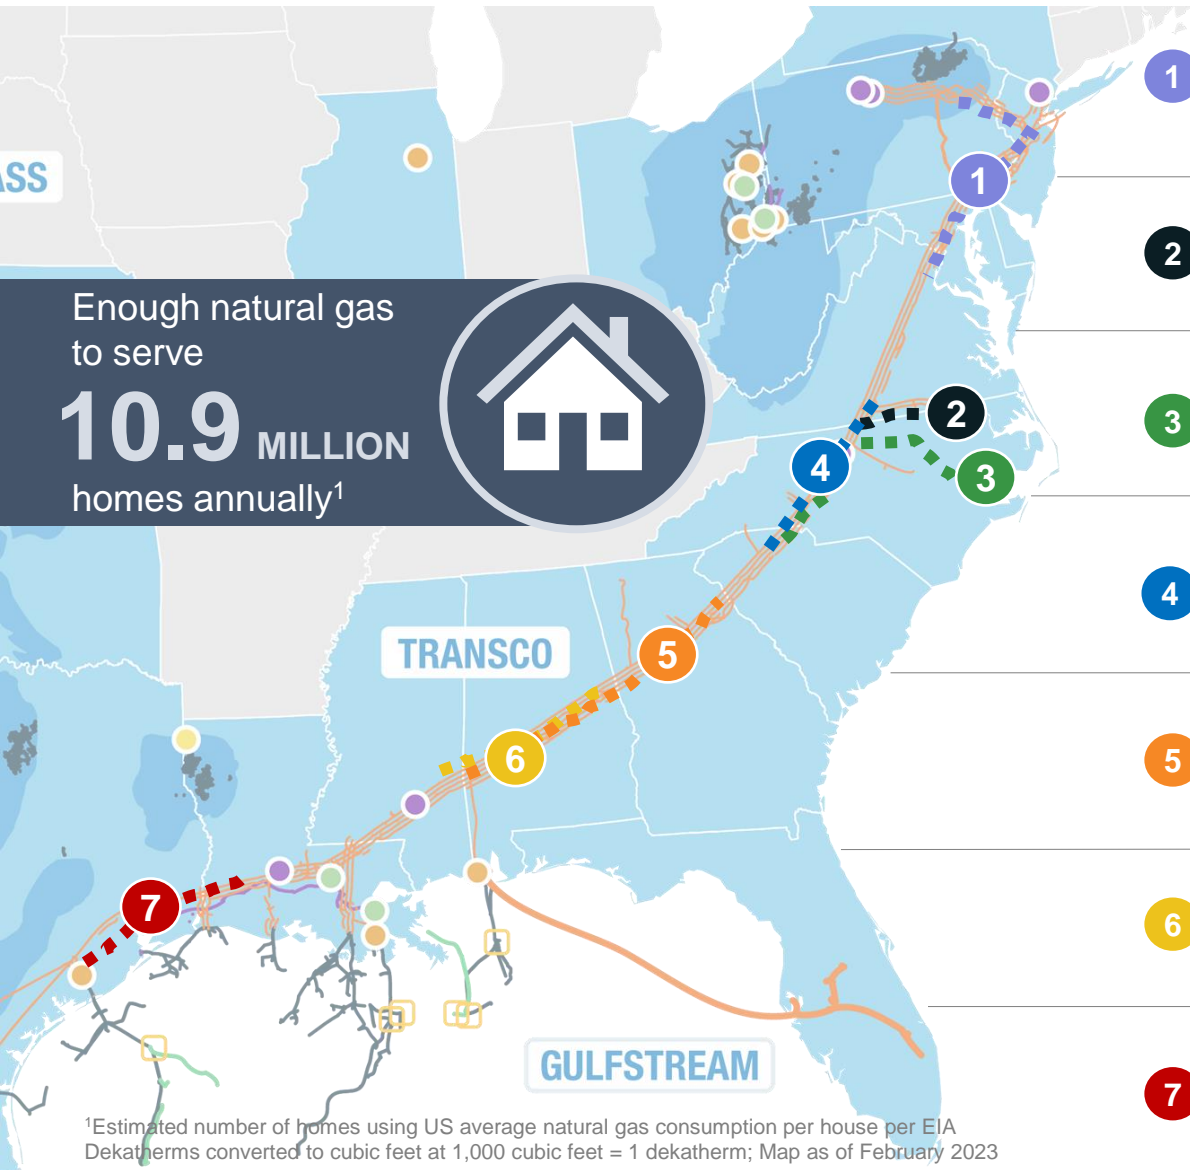 1
ASS
1
2
Enough natural gas
to serve
10.9 MILLION
homes annually1
2
3
4
3
4
TRANSCO
5
5
6
7
6
GULFSTREAM
7
1Estimated number of homes using US average natural gas consumption per house per EIA
Dekatherms converted to cubic feet at 1,000 cubic feet = 1 dekatherm; Map as of February 2023